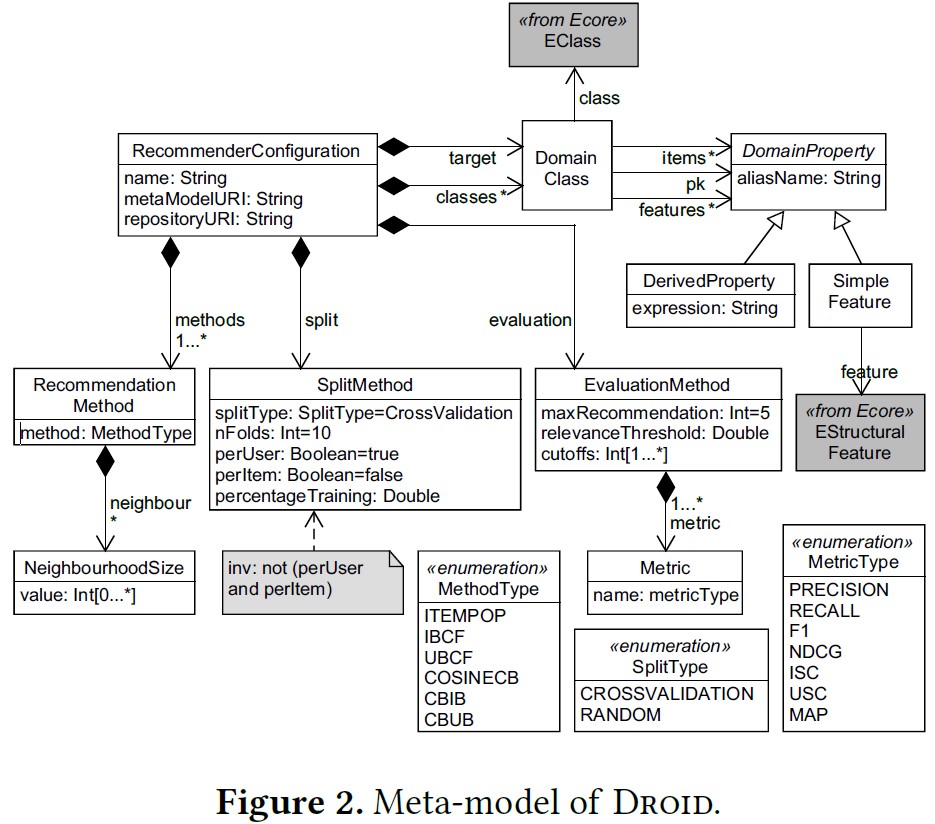 «from Ecore»
EClass
class
RecommenderConfiguration
name: String
metaModelURI: String
repositoryURI: String
target
classes *
Domain
Class
items *
pk
features *
DomainProperty
aliasName: String
DerivedProperty
expression: String
Simple
Feature
methods
1...*
split
evaluation
feature
Recommendation
Method
method: MethodType
SplitMethod
splitType: SplitType=CrossValidation
nFolds: Int=10
perUser: Boolean=true
perItem: Boolean=false
percentageTraining: Double
EvaluationMethod
maxRecommendation: Int=5
relevanceThreshold: Double
cutoffs: Int[1...*]
«from Ecore»
EStructural
Feature
neighbour
*
1...*
metric
NeighbourhoodSize
value: Int[0...*]
inv: not (perUser
and perItem)
«enumeration»
MethodType
ITEMPOP
IBCF
UBCF
COSINECB
CBIB
CBUB
Metric
name: metricType
«enumeration»
SplitType
CROSSVALIDATION
RANDOM
«enumeration»
MetricType
PRECISION
RECALL
F1
NDCG
ISC
USC
MAP
Figure 2. Meta-model of DROID.